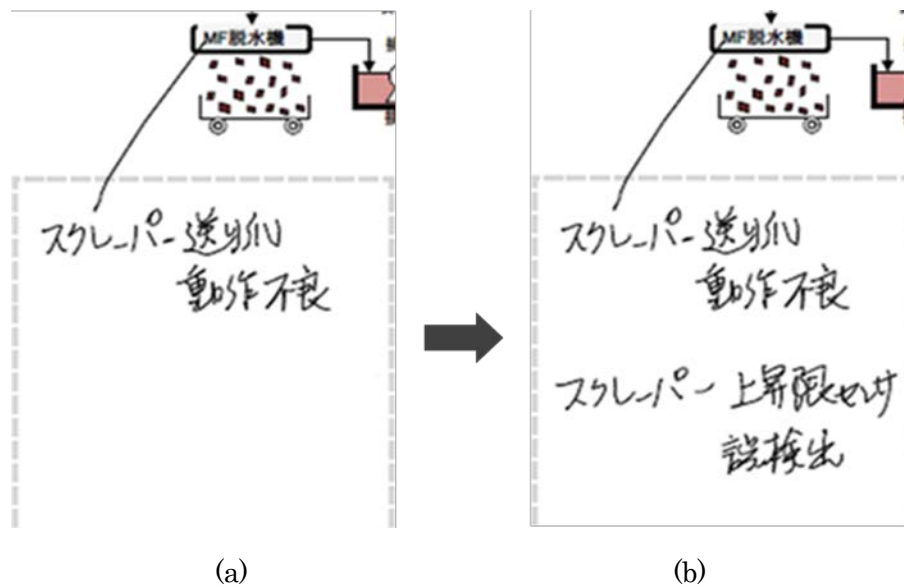 MF脱水機
スクレーパー送り爪
動作不良
(a)
MF脱水機
スクレーパー送り爪
動作不良
スクレーパー上昇限センサ
誤検出
(b)